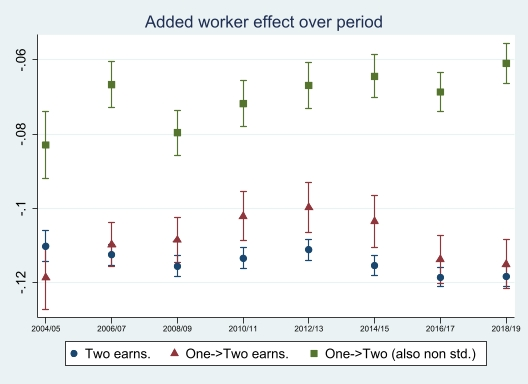 Added worker effect over period
-.06
-.08
-.1
-.12
2004/05 2006/07 2008/09 2010/11 2012/13 2014/15 2016/17 2018/19
Two earns. One->Two earns. One->Two (also non std.)